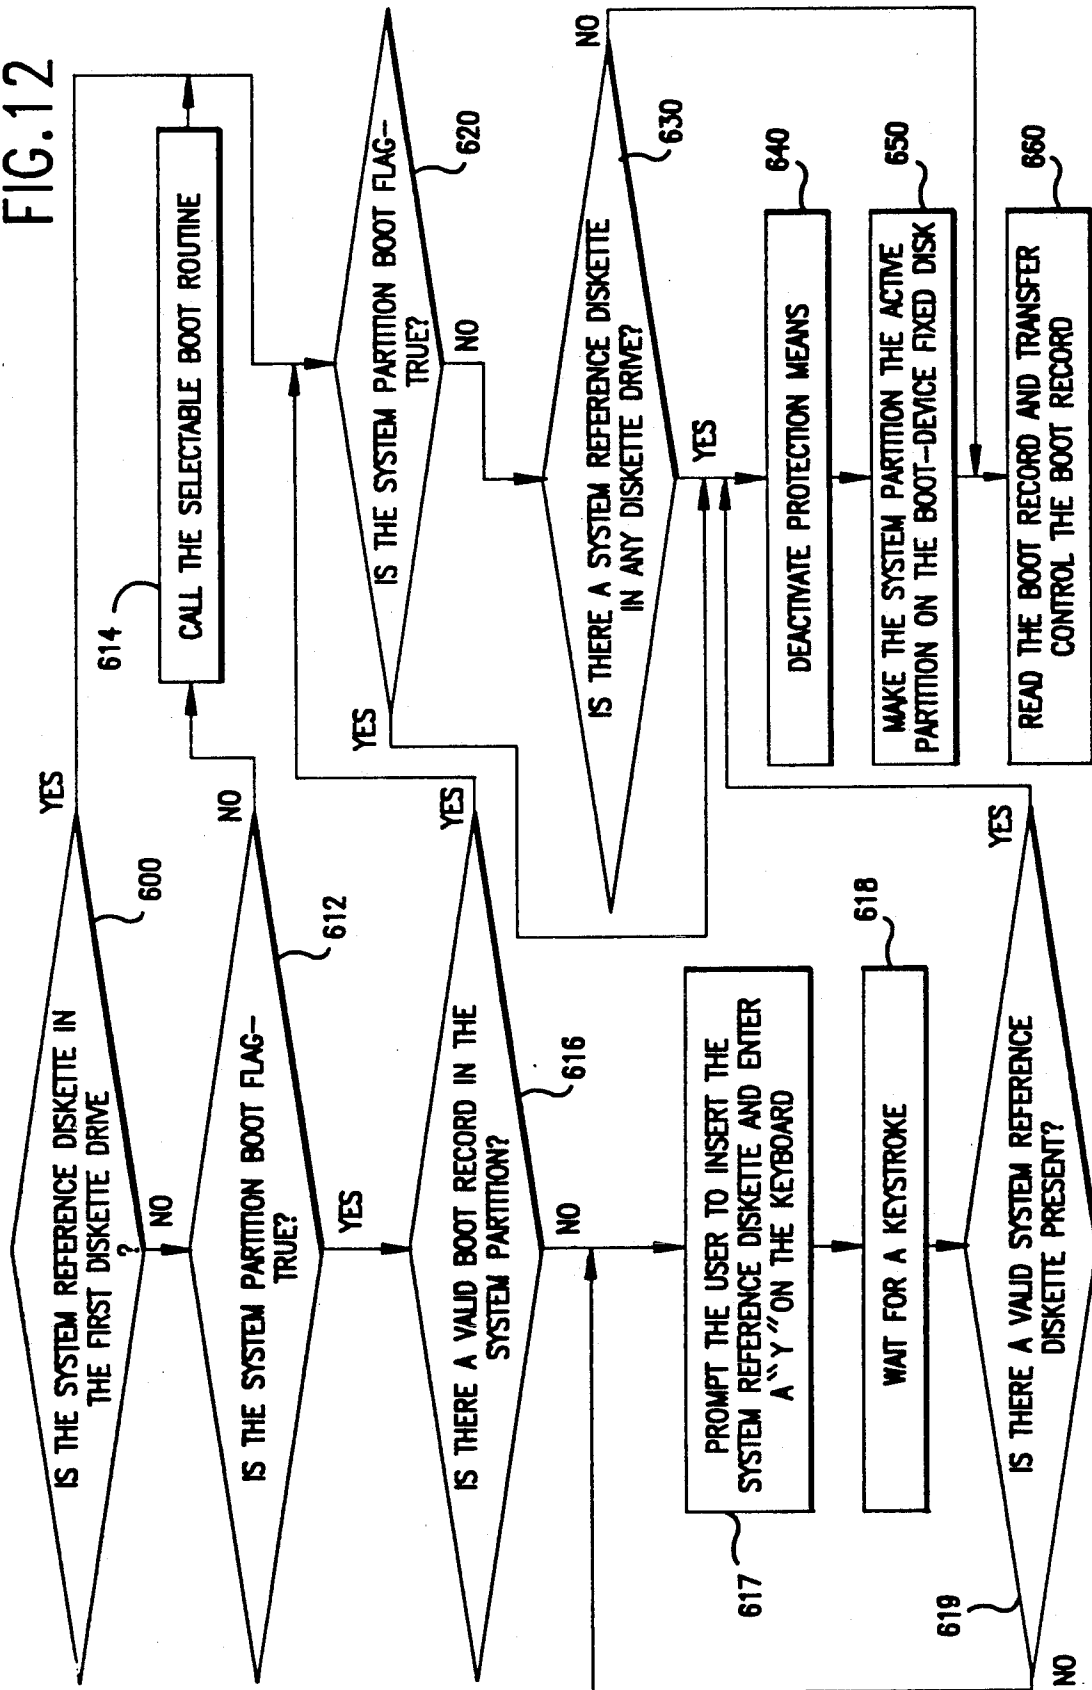 FIG.12
IS THE SYSTEM REFERENCE DISKETTE IN
THE FIRST DISKETTE DRIVE
?
YES
600
NO
IS THE SYSTEM PARTITION BOOT FLAG—
TRUE?
NO
612
YES
614
CALL THE SELECTABLE BOOT ROUTINE
IS THERE A VALID BOOT RECORD IN THE
SYSTEM PARTITION?
YES
616
NO
617
PROMPT THE USER TO INSERT THE
SYSTEM REFERENCE DISKETTE AND ENTER
A "Y" ON THE KEYBOARD
618
WAIT FOR A KEYSTROKE
IS THERE A VALID SYSTEM REFERENCE
DISKETTE PRESENT?
YES
619
NO
IS THE SYSTEM PARTITION BOOT FLAG—
TRUE?
620
YES
NO
IS THERE A SYSTEM REFERENCE DISKETTE
IN ANY DISKETTE DRIVE?
NO
630
YES
640
DEACTIVATE PROTECTION MEANS
650
MAKE THE SYSTEM PARTITION THE ACTIVE
PARTITION ON THE BOOT-DEVICE FIXED DISK
660
READ THE BOOT RECORD AND TRANSFER
CONTROL THE BOOT RECORD